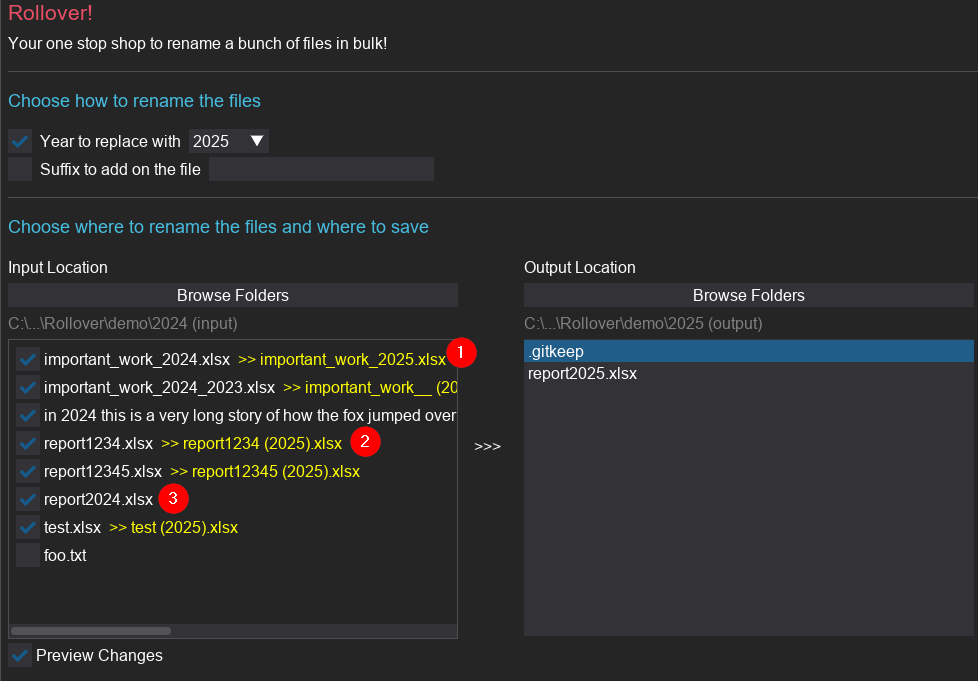 Rollover!
Your one stop shop to rename a bunch of files in bulk!
Choose how to rename the files
Year to replace with 2025
Suffix to add on the file
Choose where to rename the files and where to save
Input Location
Browse Folders
C:\...\Rollover\demo\2024 (input)
important_work_2024.xlsx >> important_work_2025.xlsx 1
important_work_2024_2023.xlsx >> important_work__ (20
in 2024 this is a very long story of how the fox jumped over
report1234.xlsx >> report1234 (2025).xlsx 2
report12345.xlsx >> report12345 (2025).xlsx
report2024.xlsx 3
test.xlsx >> test (2025).xlsx
foo.txt
Preview Changes
>>>
Output Location
Browse Folders
C:\...\Rollover\demo\2025 (output)
.gitkeep
report2025.xlsx